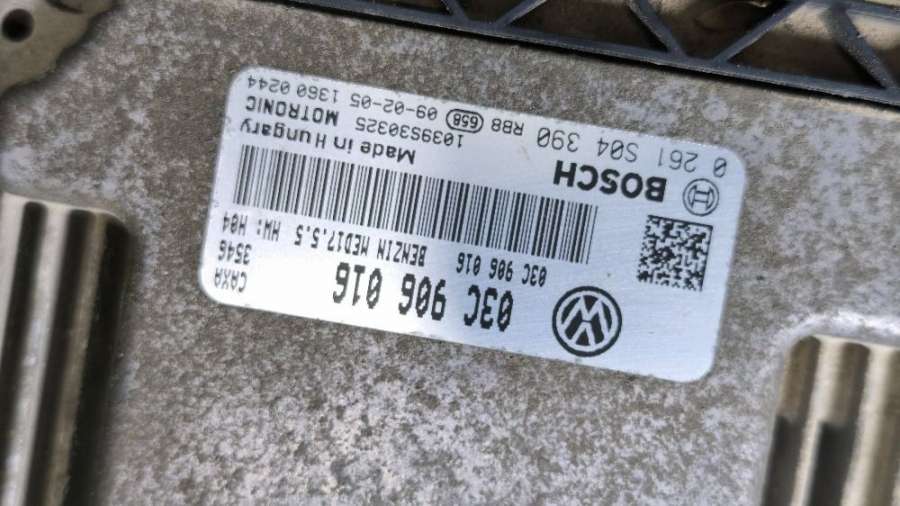 03C 906 016
CAXA
3546
03C 906 016 BENZIN MED17.5.5 HW: H04
BOSCH Made in Hungary
1039S30325 MOTRONIC
0 261 S04 390 RB8 658 09-02-05 1360 0244